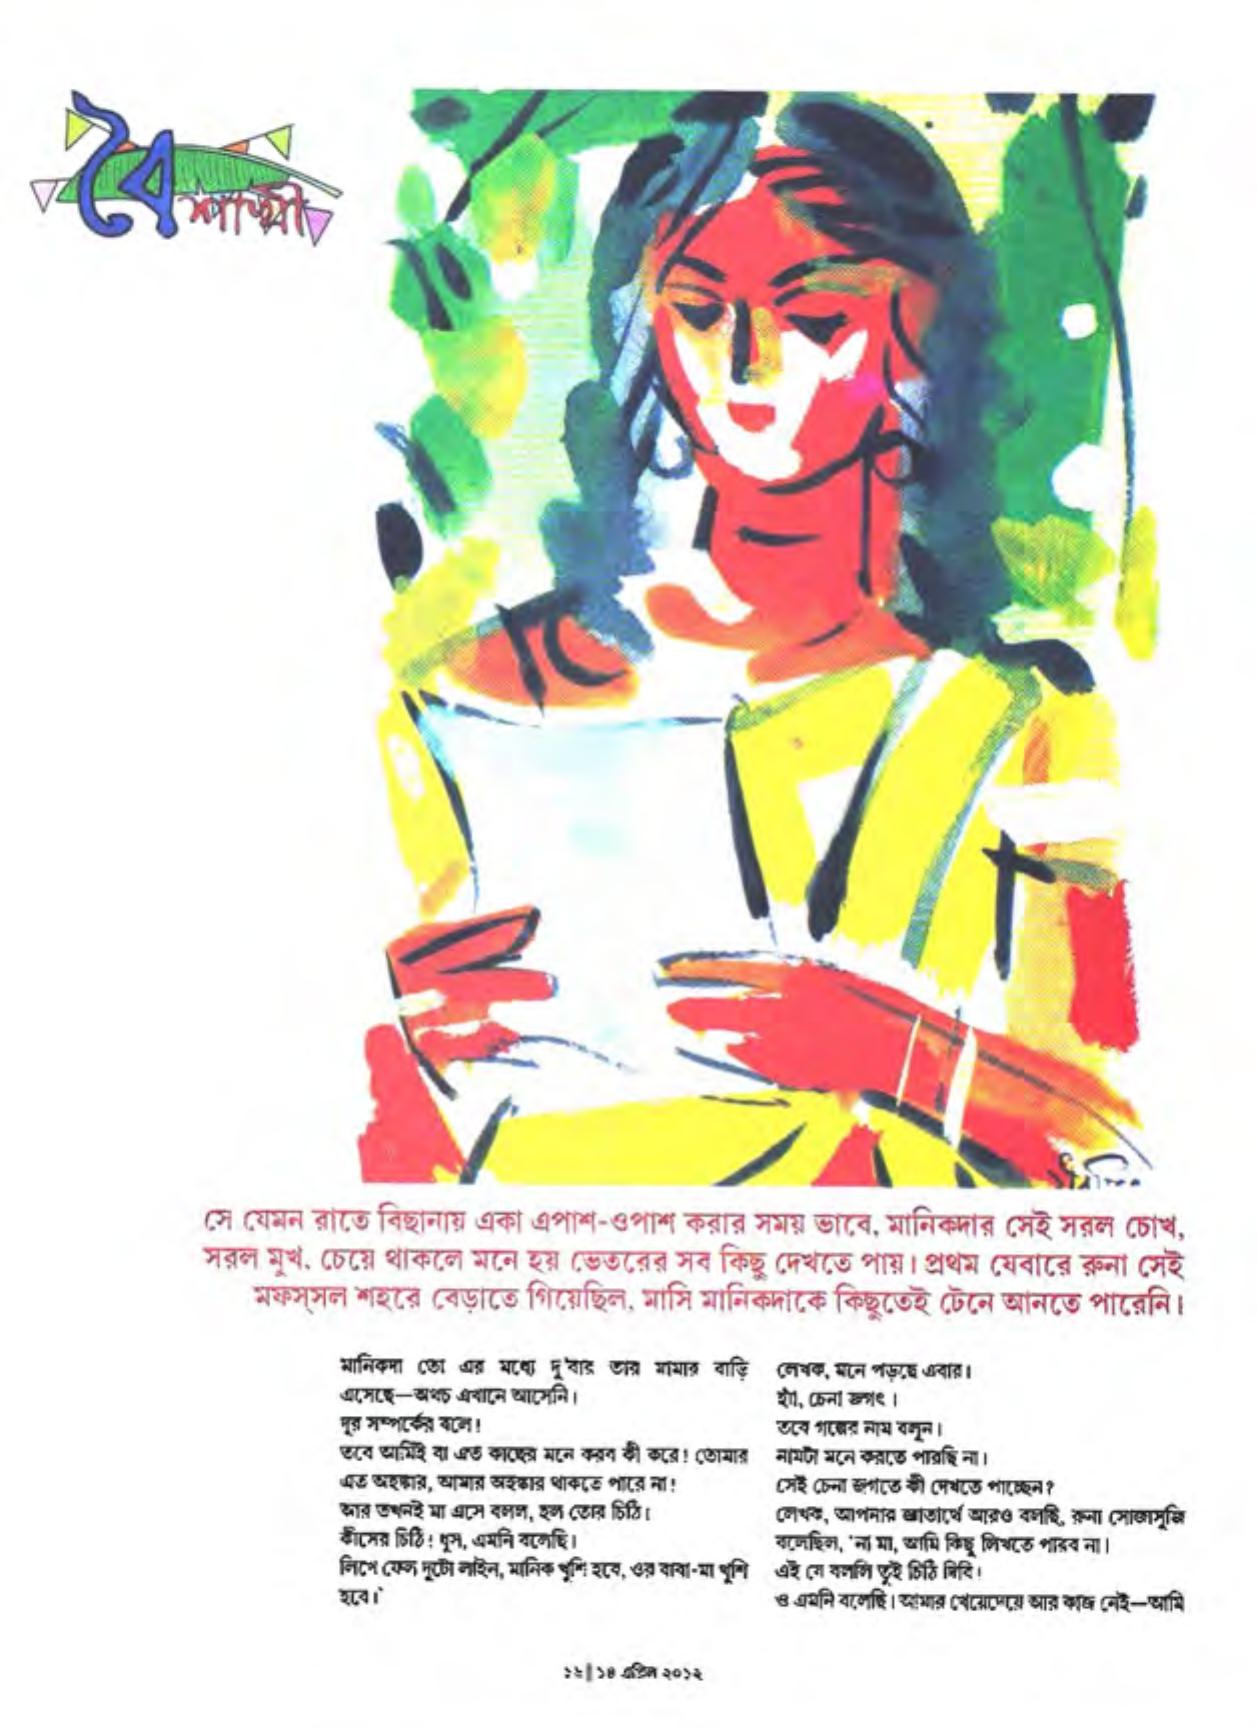 বৈশাখী
সে যেমন রাতে বিছানায় একা এপাশ-ওপাশ করার সময় ভাবে, মানিকদার সেই সরল চোখ,
সরল মুখ, চেয়ে থাকলে মনে হয় ভেতরের সব কিছু দেখতে পায়। প্রথম যেবারে রুনা সেই
মফস্সল শহরে বেড়াতে গিয়েছিল, মাসি মানিকদাকে কিছুতেই টেনে আনতে পারেনি।
মানিকদা তো এর মধ্যে দু'বার তার মামার বাড়ি
এসেছে—অথচ এখানে আসেনি।
দূর সম্পর্কের বলে!
তবে আমিই বা এত কাছের মনে করব কী করে! তোমার
এত অহঙ্কার, আমার অহঙ্কার থাকতে পারে না!
আর তখনই মা এসে বলল, হল তোর চিঠি।
কীসের চিঠি! ধুস, এমনি বলেছি।
লিখে ফেল দুটো লাইন, মানিক খুশি হবে, ওর বাবা-মা খুশি
হবে।'
লেখক, মনে পড়ছে এবার।
হ্যাঁ, চেনা জগৎ।
তবে গল্পের নাম বলুন।
নামটা মনে করতে পারছি না।
সেই চেনা জগতে কী দেখতে পাচ্ছেন?
লেখক, আপনার জ্ঞাতার্থে আরও বলছি, রুনা সোজাসুজি
বলেছিল, 'না মা, আমি কিছু লিখতে পারব না।
এই যে বললি তুই চিঠি দিবি।
ও এমনি বলেছি। আমার খেয়েদেয়ে আর কাজ নেই—আমি
১৪ এপ্রিল ২০১২